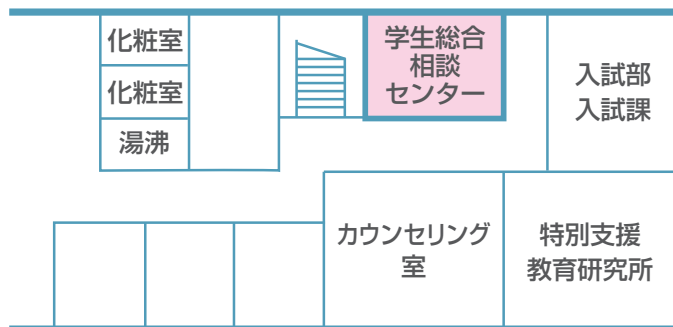 化粧室
化粧室
湯沸
学生総合
相談
センター
入試部
入試課
カウンセリング
室
特別支援
教育研究所